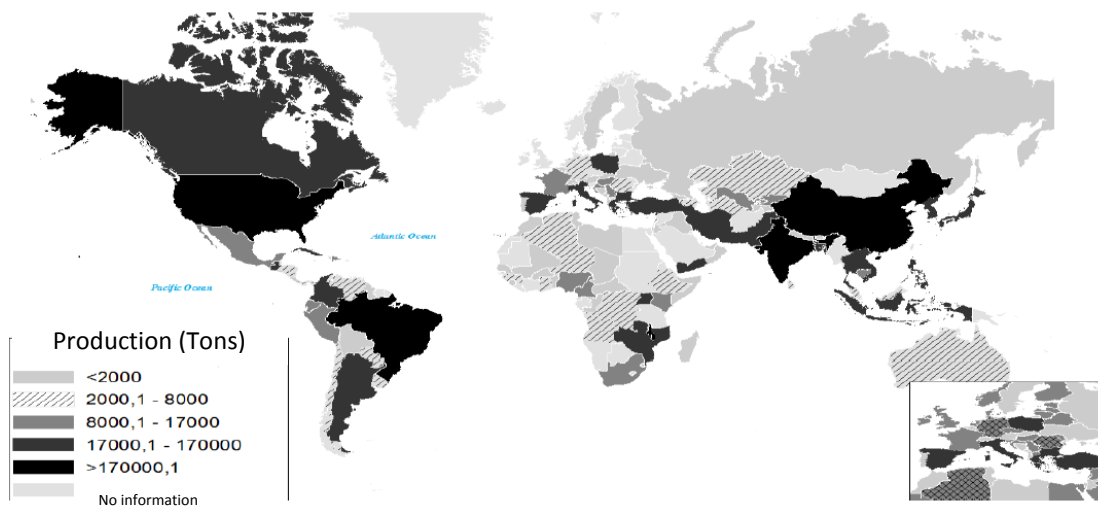 Atlantic Ocean
Pacific Ocean
Production (Tons)
<2000
2000,1 - 8000
8000,1 - 17000
17000,1 - 170000
>170000,1
No information